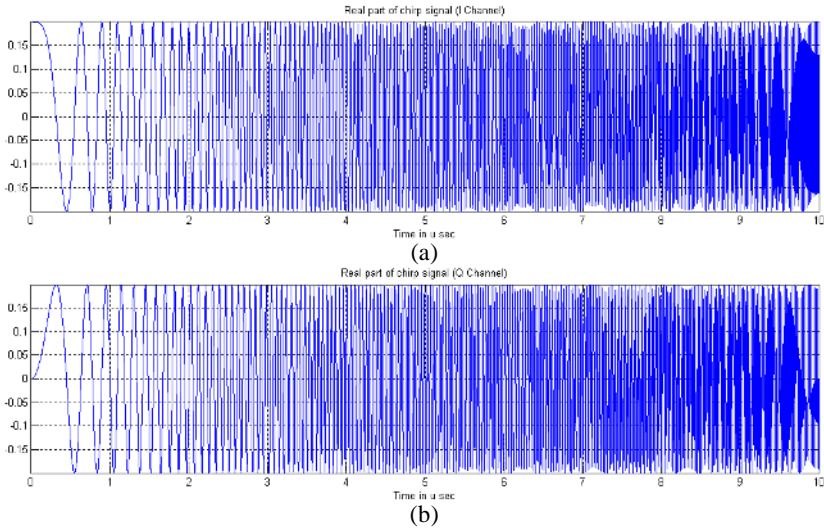 Real part of chirp signal (I Channel)
0.15
0.1
0.05
0
-0.05
-0.1
-0.15
0 1 2 3 4 5 6 7 8 9 10
Time in u sec
(a)
Real part of chirp signal (Q Channel)
0.15
0.1
0.05
0
-0.05
-0.1
-0.15
0 1 2 3 4 5 6 7 8 9 10
Time in u sec
(b)